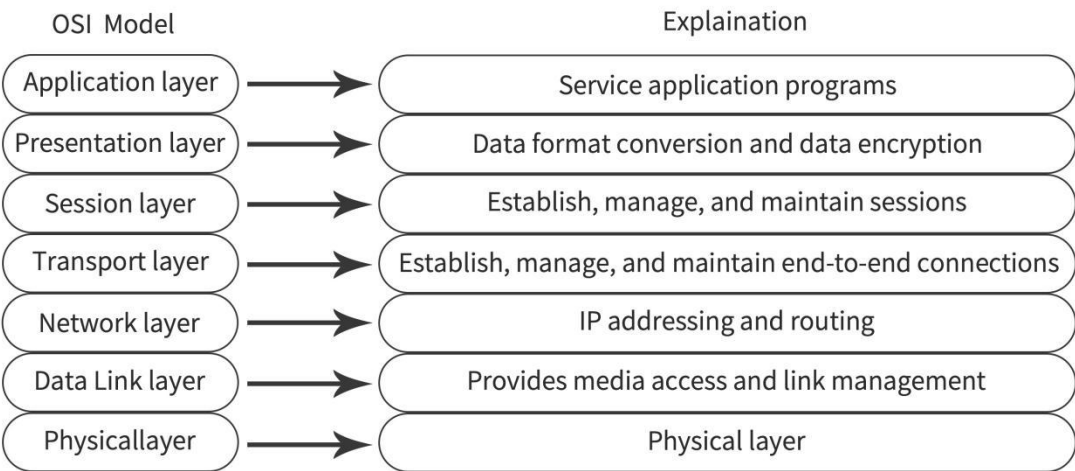 OSI Model
Explaination
Application layer
Service application programs
Presentation layer
Data format conversion and data encryption
Session layer
Establish, manage, and maintain sessions
Transport layer
Establish, manage, and maintain end-to-end connections
Network layer
IP addressing and routing
Data Link layer
Provides media access and link management
Physicallayer
Physical layer